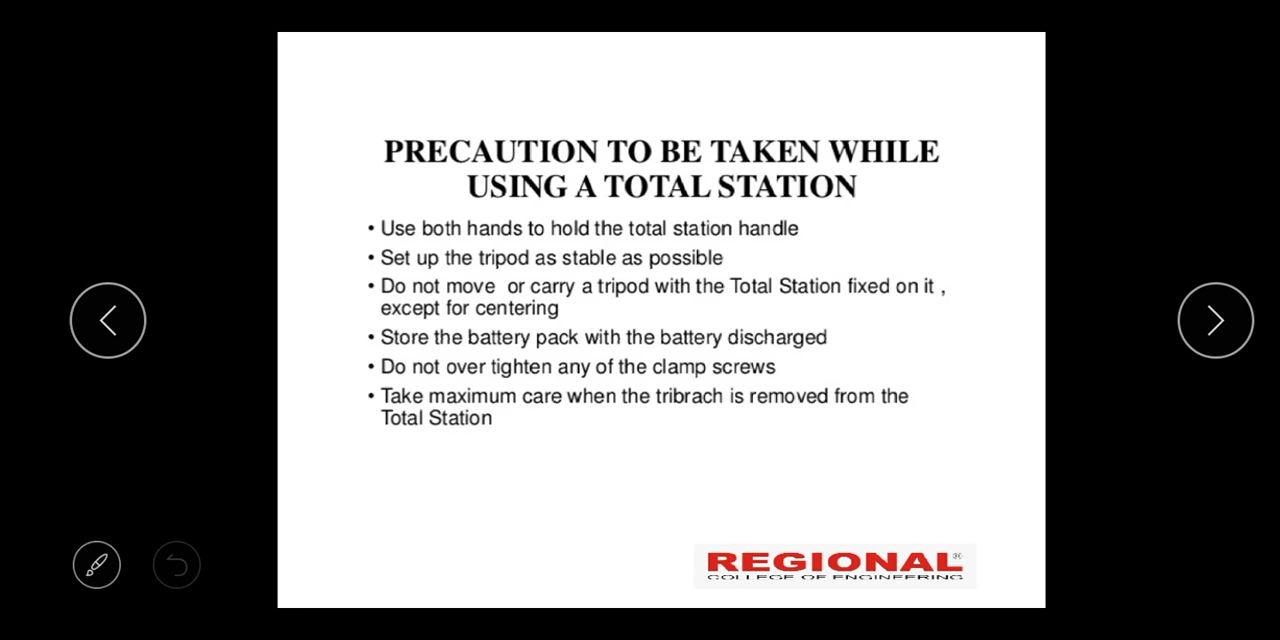 PRECAUTION TO BE TAKEN WHILE
USING A TOTAL STATION
• Use both hands to hold the total station handle
• Set up the tripod as stable as possible
• Do not move or carry a tripod with the Total Station fixed on it ,
except for centering
• Store the battery pack with the battery discharged
• Do not over tighten any of the clamp screws
• Take maximum care when the tribrach is removed from the
Total Station
REGIONAL®
COLLEGE OF ENGINEERING